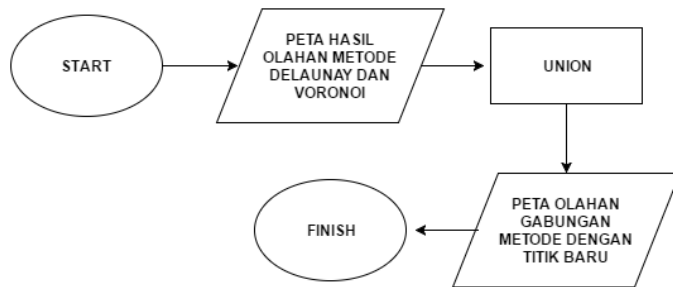 START
PETA HASIL
OLAHAN METODE
DELAUNAY DAN
VORONOI
UNION
PETA OLAHAN
GABUNGAN
METODE DENGAN
TITIK BARU
FINISH